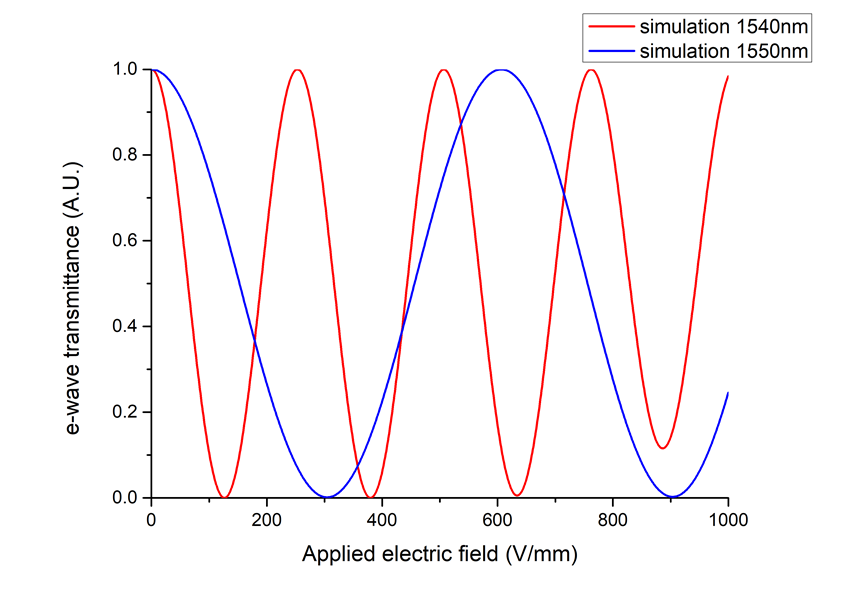 simulation 1540nm
simulation 1550nm
1.0
0.8
0.6
0.4
0.2
0.0
e-wave transmittance (A.U.)
0 200 400 600 800 1000
Applied electric field (V/mm)